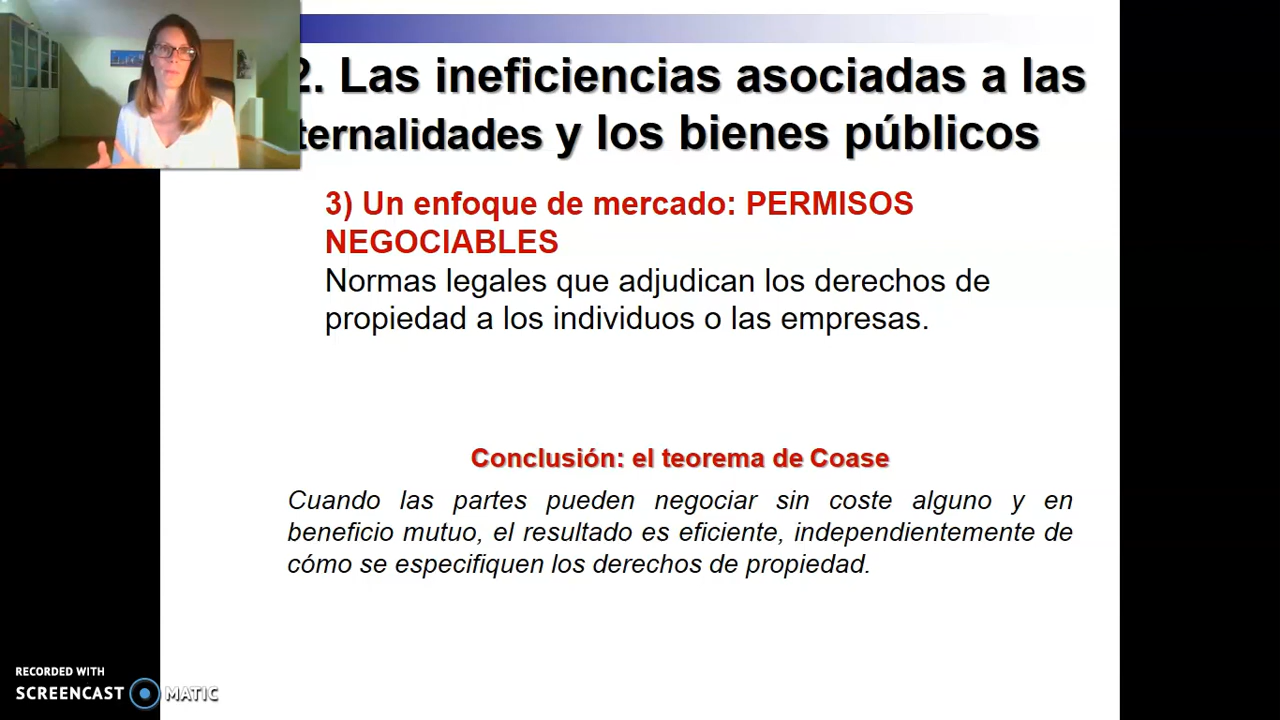 2. Las ineficiencias asociadas a las
ternalidades y los bienes públicos
3) Un enfoque de mercado: PERMISOS
NEGOCIABLES
Normas legales que adjudican los derechos de
propiedad a los individuos o las empresas.
Conclusión: el teorema de Coase
Cuando las partes pueden negociar sin coste alguno y en
beneficio mutuo, el resultado es eficiente, independientemente de
cómo se especifiquen los derechos de propiedad.
RECORDED WITH
SCREENCAST MATIC